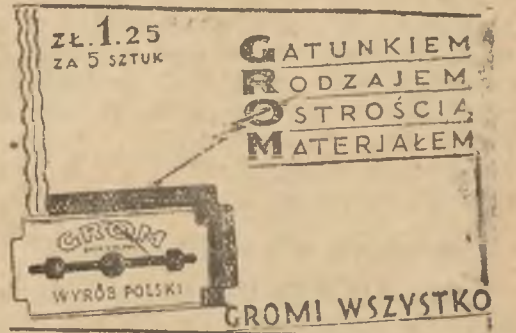 ZŁ.1.25
ZA 5 SZTUK
GATUNKIEM
RODZAJEM
OSTROŚCIĄ
MATERJAŁEM
GROM
WYRÓB POLSKI
GROMI WSZYSTKO